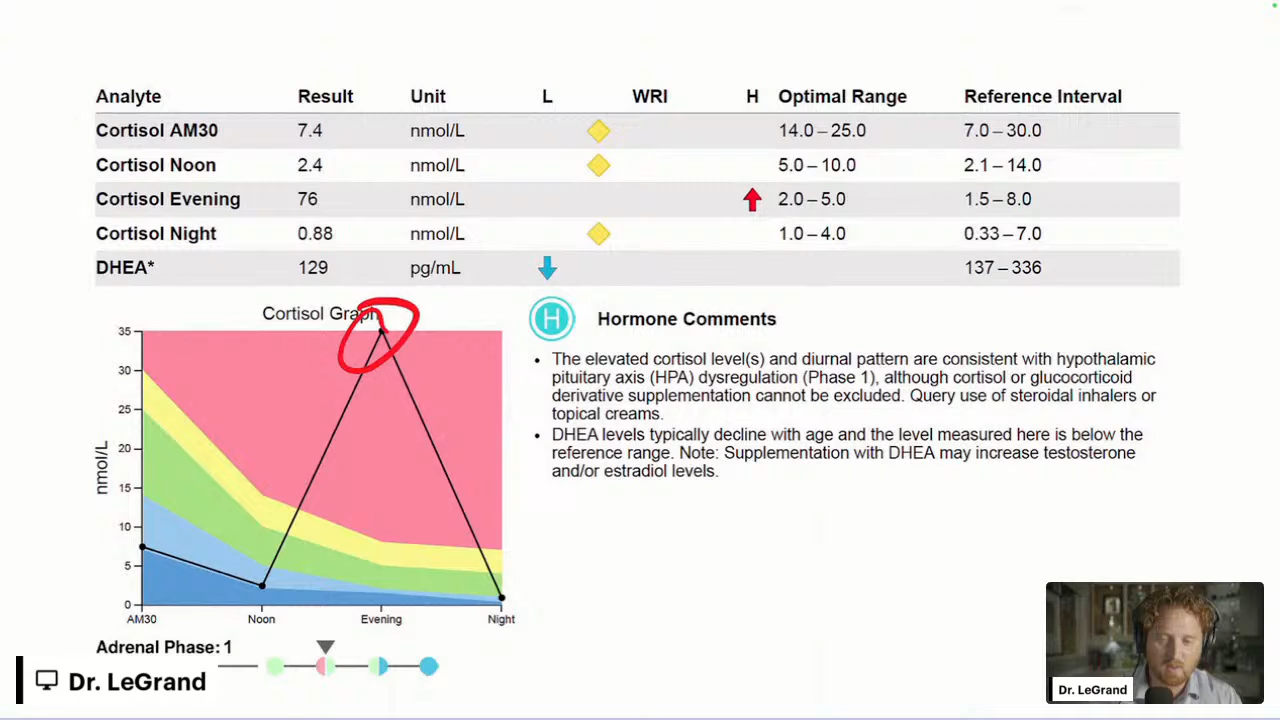 Analyte Result Unit L WRI H Optimal Range Reference Interval
Cortisol AM30 7.4 nmol/L 14.0 – 25.0 7.0 – 30.0
Cortisol Noon 2.4 nmol/L 5.0 – 10.0 2.1 – 14.0
Cortisol Evening 76 nmol/L 2.0 – 5.0 1.5 – 8.0
Cortisol Night 0.88 nmol/L 1.0 – 4.0 0.33 – 7.0
DHEA* 129 pg/mL 137 – 336
Cortisol Graph
35
30
25
20
15
10
5
0
nmol/L
AM30 Noon Evening Night
Adrenal Phase: 1
H Hormone Comments
• The elevated cortisol level(s) and diurnal pattern are consistent with hypothalamic
pituitary axis (HPA) dysregulation (Phase 1), although cortisol or glucocorticoid
derivative supplementation cannot be excluded. Query use of steroidal inhalers or
topical creams.
• DHEA levels typically decline with age and the level measured here is below the
reference range. Note: Supplementation with DHEA may increase testosterone
and/or estradiol levels.
Dr. LeGrand
Dr. LeGrand